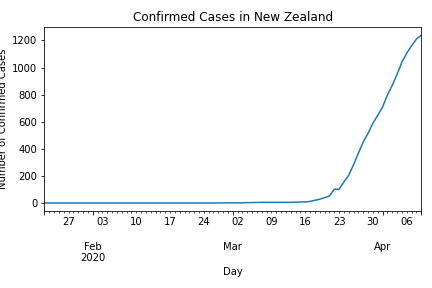 Confirmed Cases in New Zealand
Number of Confirmed Cases
1200
1000
800
600
400
200
0
27 03 10 17 24 02 09 16 23 30 06
Feb Mar Apr
2020
Day